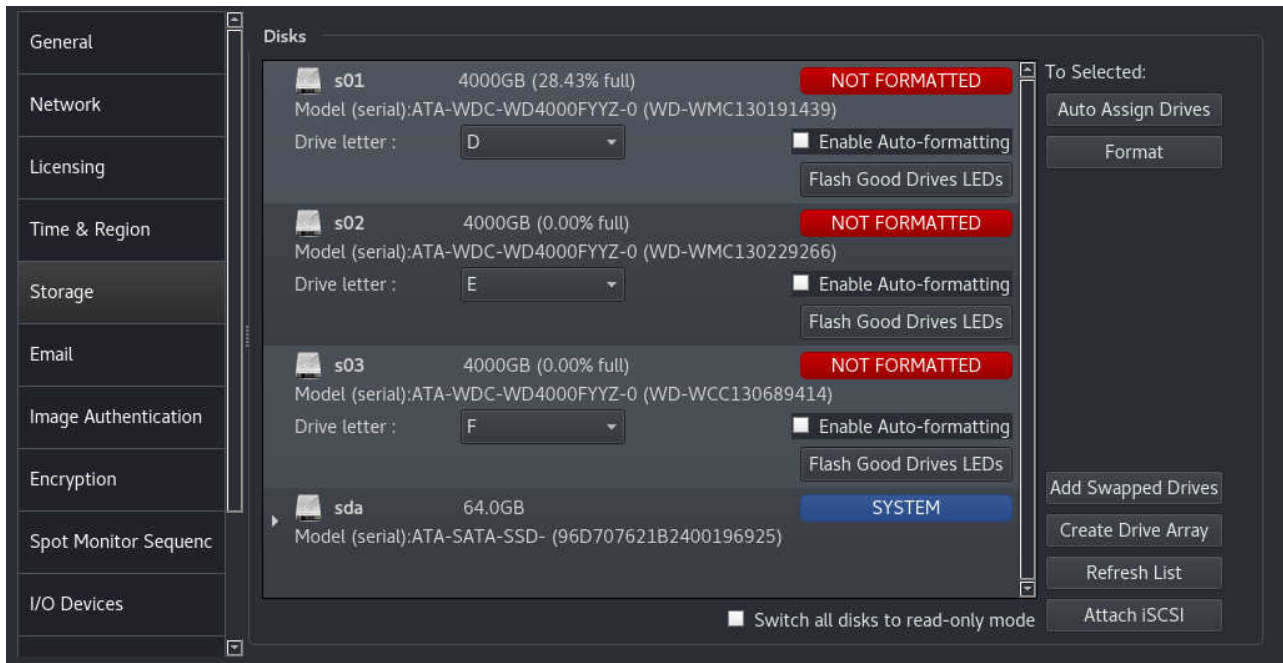 General
Network
Licensing
Time & Region
Storage
Email
Image Authentication
Encryption
Spot Monitor Sequenc
I/O Devices
Disks
s01 4000GB (28.43% full) NOT FORMATTED
Model (serial):ATA-WDC-WD4000FYYZ-0 (WD-WMC130191439)
Drive letter : D Enable Auto-formatting
Flash Good Drives LEDs
s02 4000GB (0.00% full) NOT FORMATTED
Model (serial):ATA-WDC-WD4000FYYZ-0 (WD-WMC130229266)
Drive letter : E Enable Auto-formatting
Flash Good Drives LEDs
s03 4000GB (0.00% full) NOT FORMATTED
Model (serial):ATA-WDC-WD4000FYYZ-0 (WD-WCC130689414)
Drive letter : F Enable Auto-formatting
Flash Good Drives LEDs
sda 64.0GB SYSTEM
Model (serial):ATA-SATA-SSD- (96D707621B2400196925)
Switch all disks to read-only mode
To Selected:
Auto Assign Drives
Format
Add Swapped Drives
Create Drive Array
Refresh List
Attach iSCSI